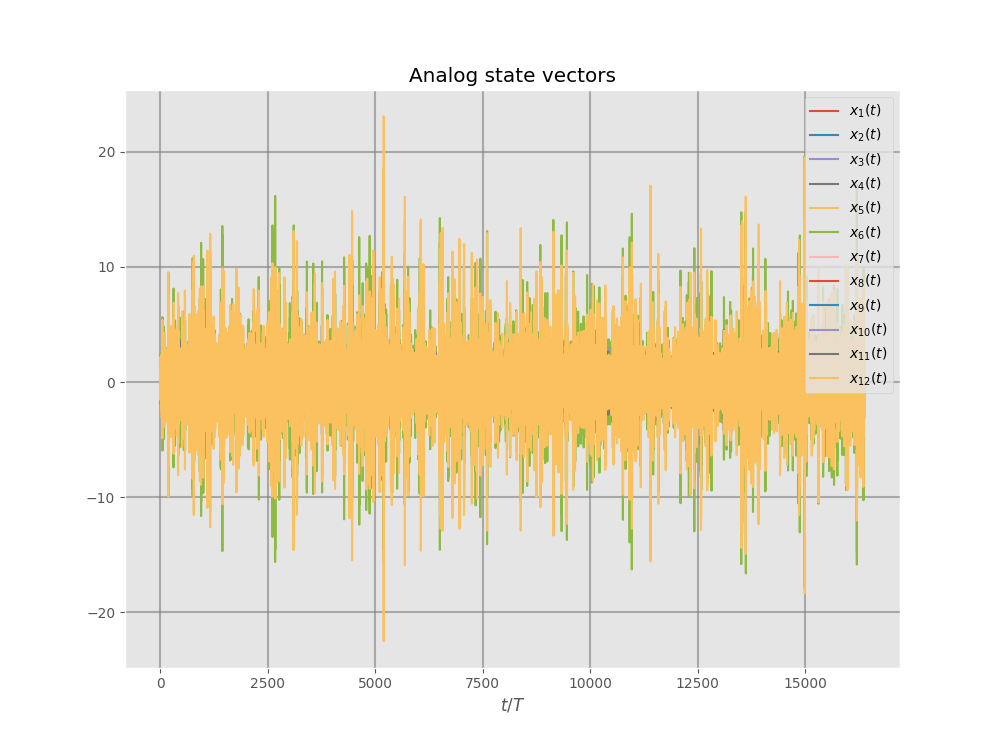 Analog state vectors
20
10
0
−10
−20
0 2500 5000 7500 10000 12500 15000
t/T
x₁(t)
x₂(t)
x₃(t)
x₄(t)
x₅(t)
x₆(t)
x₇(t)
x₈(t)
x₉(t)
x₁₀(t)
x₁₁(t)
x₁₂(t)